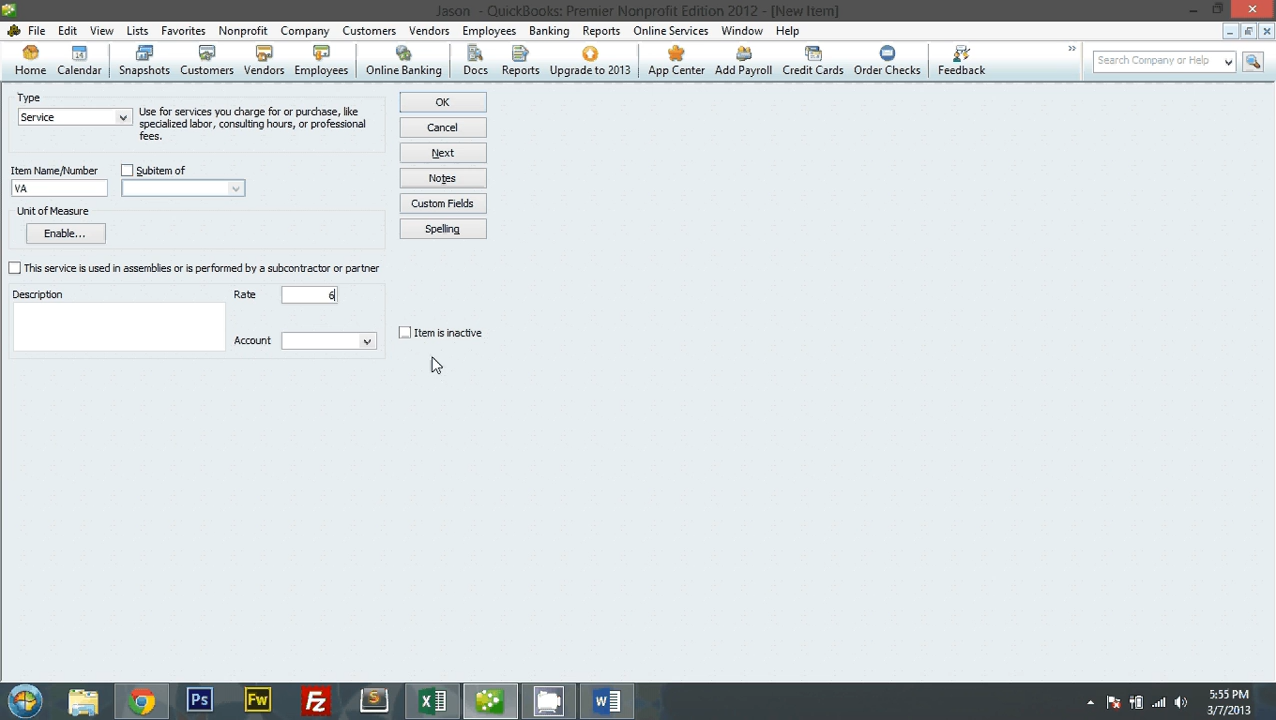 Jason - QuickBooks: Premier Nonprofit Edition 2012 - [New Item]
File Edit View Lists Favorites Nonprofit Company Customers Vendors Employees Banking Reports Online Services Window Help
Home Calendar Snapshots Customers Vendors Employees Online Banking Docs Reports Upgrade to 2013 App Center Add Payroll Credit Cards Order Checks Feedback » Search Company or Help
Type
Service
Use for services you charge for or purchase, like
specialized labor, consulting hours, or professional
fees.
OK
Cancel
Next
Notes
Custom Fields
Spelling
Item Name/Number Subitem of
VA
Unit of Measure
Enable...
This service is used in assemblies or is performed by a subcontractor or partner
Description Rate 6
Account
Item is inactive
Ps Fw Fz S X W
5:55 PM
3/7/2013